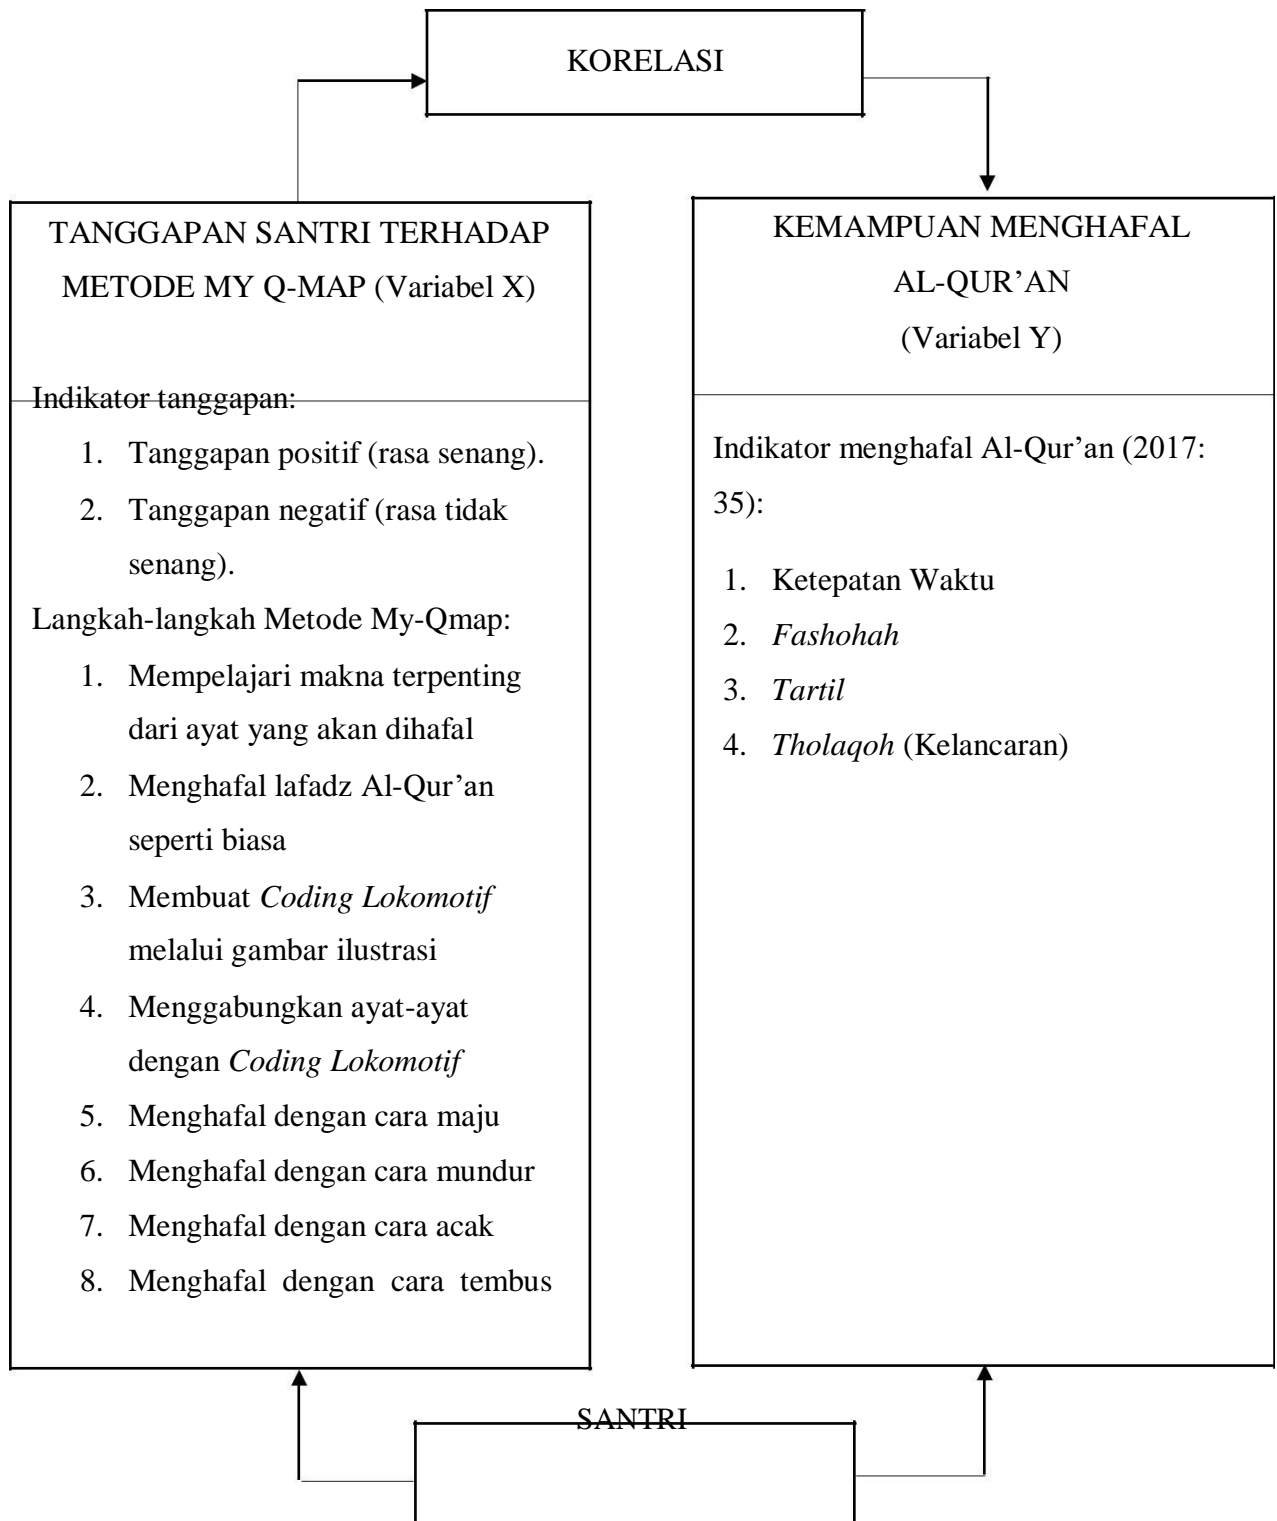 KORELASI
TANGGAPAN SANTRI TERHADAP
METODE MY Q-MAP (Variabel X)
Indikator tanggapan:
1. Tanggapan positif (rasa senang).
2. Tanggapan negatif (rasa tidak
senang).
Langkah-langkah Metode My-Qmap:
1. Mempelajari makna terpenting
dari ayat yang akan dihafal
2. Menghafal lafadz Al-Qur’an
seperti biasa
3. Membuat Coding Lokomotif
melalui gambar ilustrasi
4. Menggabungkan ayat-ayat
dengan Coding Lokomotif
5. Menghafal dengan cara maju
6. Menghafal dengan cara mundur
7. Menghafal dengan cara acak
8. Menghafal dengan cara tembus
KEMAMPUAN MENGHAFAL
AL-QUR’AN
(Variabel Y)
Indikator menghafal Al-Qur’an (2017:
35):
1. Ketepatan Waktu
2. Fashohah
3. Tartil
4. Tholaqoh (Kelancaran)
SANTRI